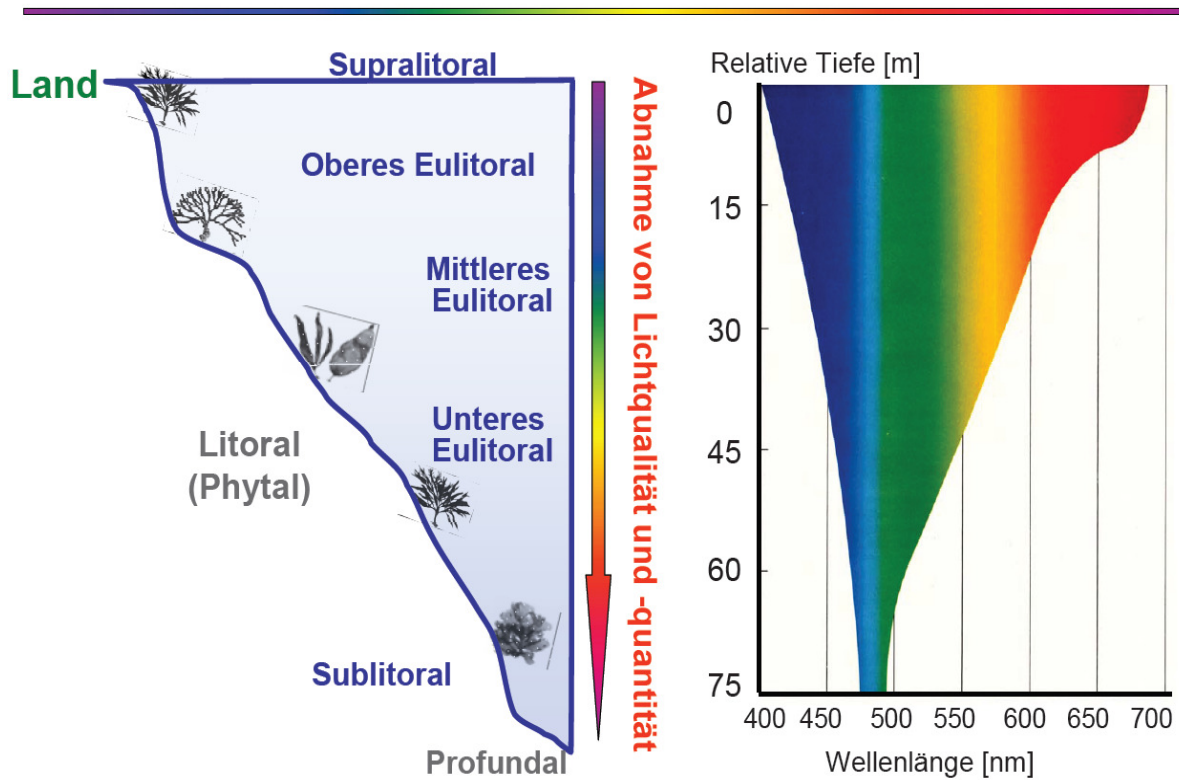 Land
Supralitoral
Oberes Eulitoral
Mittleres
Eulitoral
Unteres
Eulitoral
Litoral
(Phytal)
Sublitoral
Profundal
Abnahme von Lichtqualität und -quantität
Relative Tiefe [m]
0
15
30
45
60
75
400 450 500 550 600 650 700
Wellenlänge [nm]